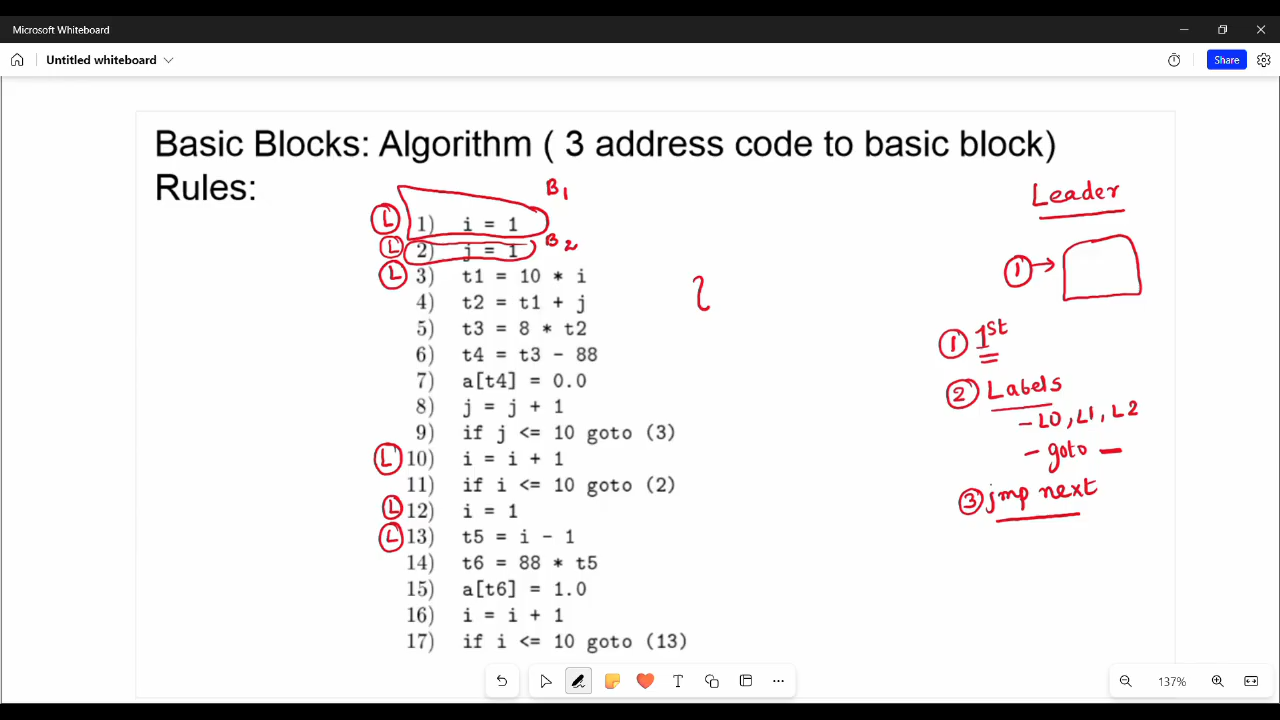 Microsoft Whiteboard
Untitled whiteboard
Share
Basic Blocks: Algorithm ( 3 address code to basic block)
Rules:
B1
L 1) i = 1
B2
L 2) j = 1
L 3) t1 = 10 * i
4) t2 = t1 + j
5) t3 = 8 * t2
6) t4 = t3 - 88
7) a[t4] = 0.0
8) j = j + 1
9) if j <= 10 goto (3)
L 10) i = i + 1
11) if i <= 10 goto (2)
L 12) i = 1
L 13) t5 = i - 1
14) t6 = 88 * t5
15) a[t6] = 1.0
16) i = i + 1
17) if i <= 10 goto (13)
Leader
1 →
1 1st
2 Labels
- L0, L1, L2
- goto —
3 jmp next
137%